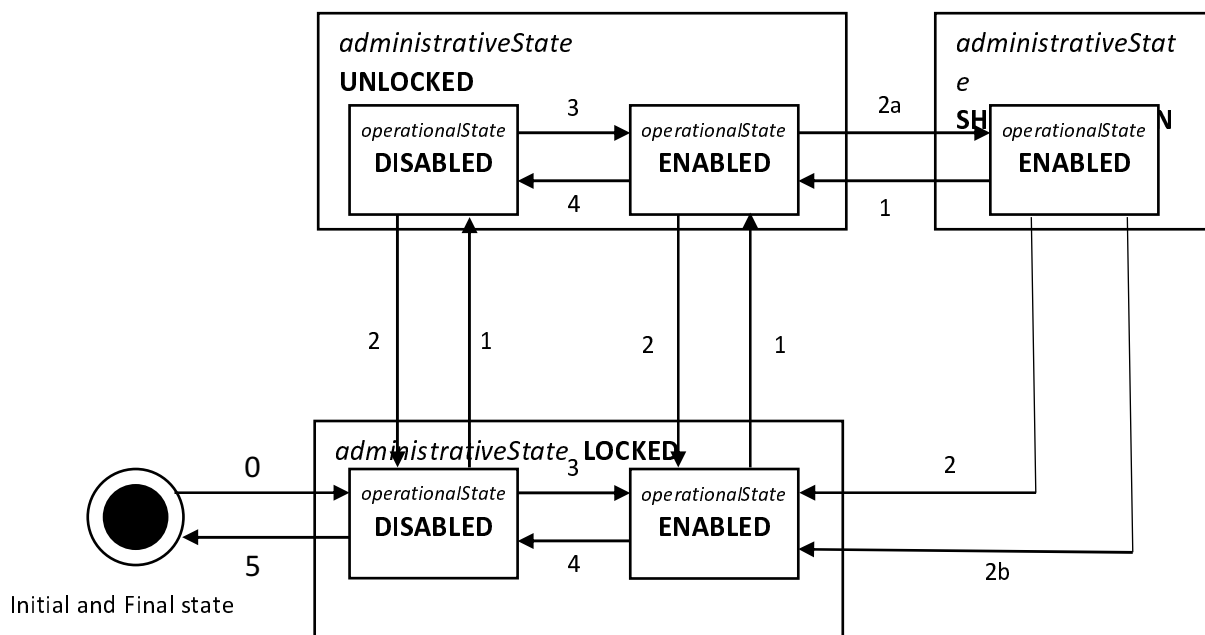 administrativeState
UNLOCKED
administrativeStat
e
3
2a
operationalState
DISABLED
operationalState
ENABLED
operationalState
ENABLED
4
1
2
1
2
1
administrativeState LOCKED
0
3
2
operationalState
DISABLED
operationalState
ENABLED
5
4
2b
Initial and Final state